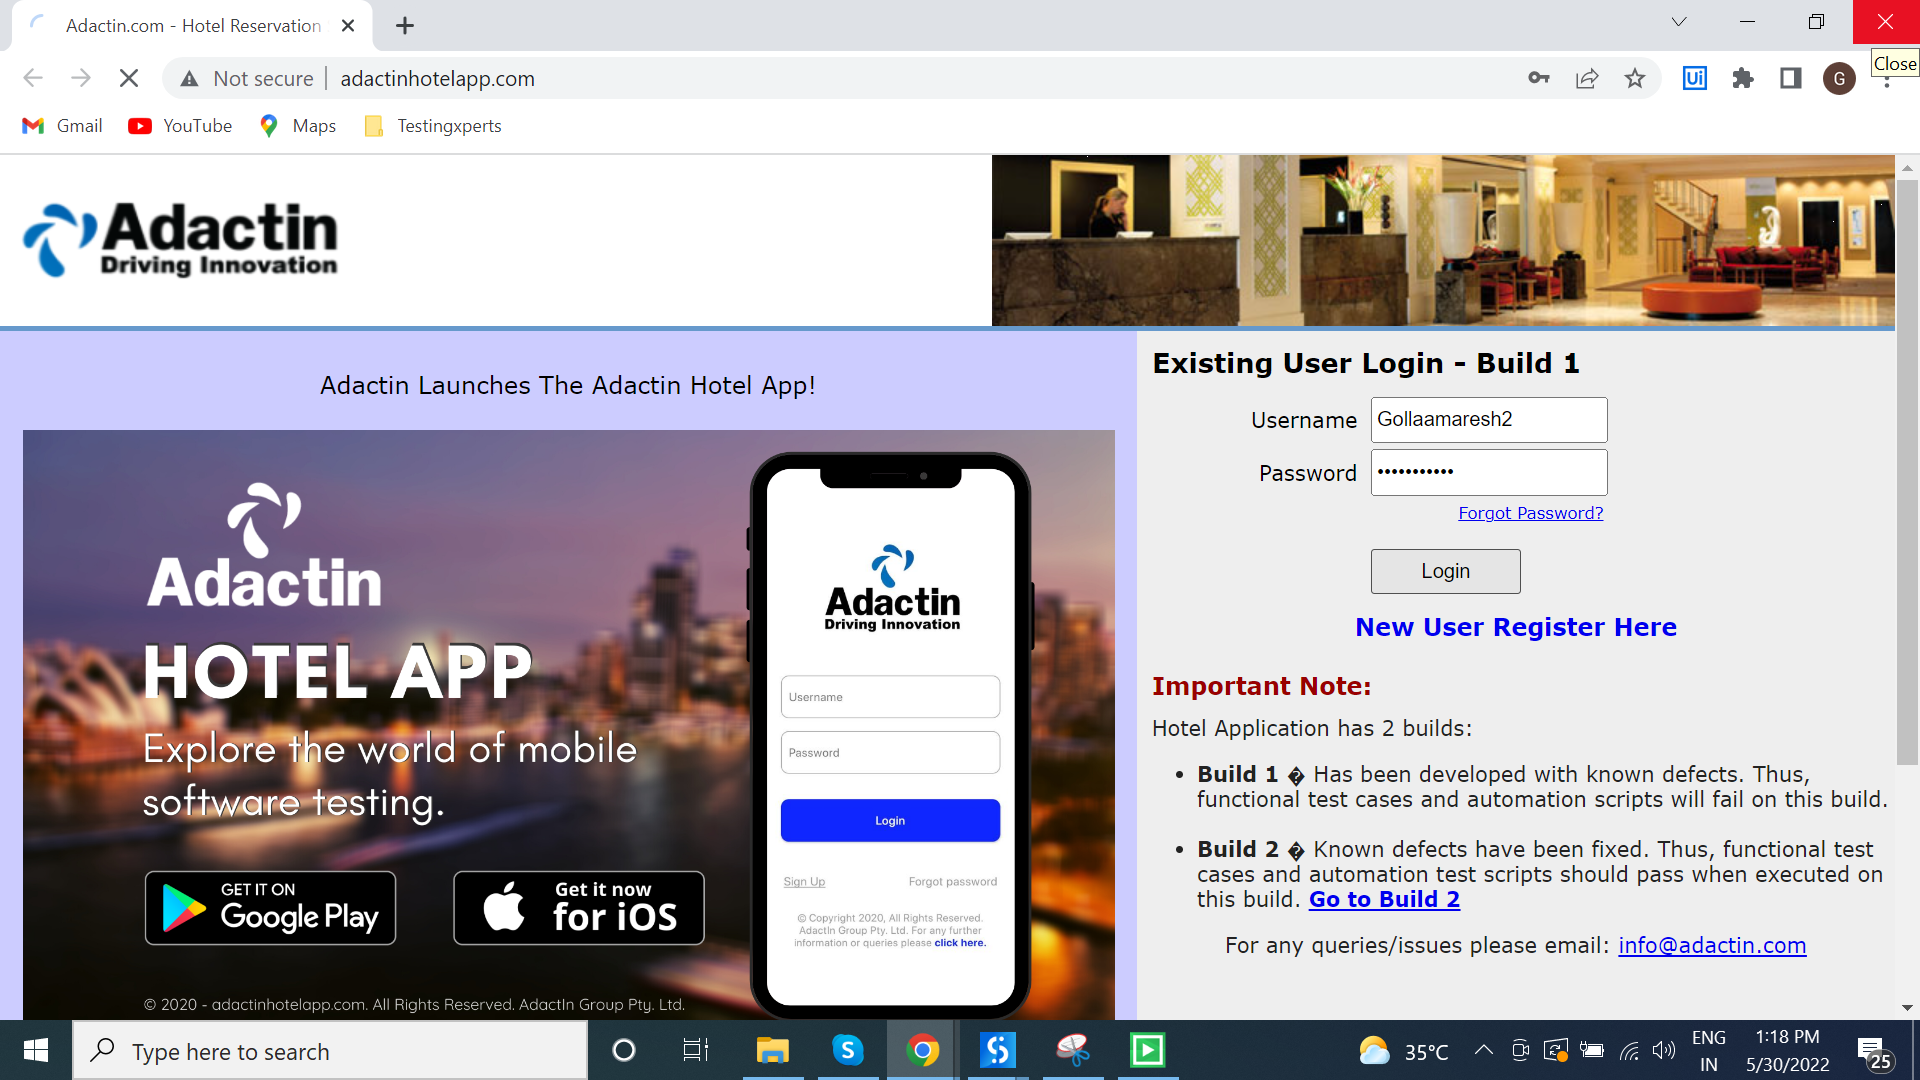 Adactin.com - Hotel Reservation
Not secure
adactinhotelapp.com
Ui
G
Close
Gmail
YouTube
Maps
Testingxperts
Adactin
Driving Innovation
Adactin Launches The Adactin Hotel App!
Adactin
HOTEL APP
Explore the world of mobile
software testing.
GET IT ON
Google Play
Get it now
for iOS
© 2020 - adactinhotelapp.com. All Rights Reserved. AdactIn Group Pty. Ltd.
Adactin
Driving Innovation
Username
Password
Login
Sign Up
Forgot password
© Copyright 2020, All Rights Reserved.
AdactIn Group Pty. Ltd. For any further
information or queries please click here.
Existing User Login - Build 1
Username
Gollaamaresh2
Password
•••••••••••
Forgot Password?
Login
New User Register Here
Important Note:
Hotel Application has 2 builds:
• Build 1 � Has been developed with known defects. Thus,
functional test cases and automation scripts will fail on this build.
• Build 2 � Known defects have been fixed. Thus, functional test
cases and automation test scripts should pass when executed on
this build. Go to Build 2
For any queries/issues please email: info@adactin.com
Type here to search
S
35°C
ENG
IN
1:18 PM
5/30/2022
25